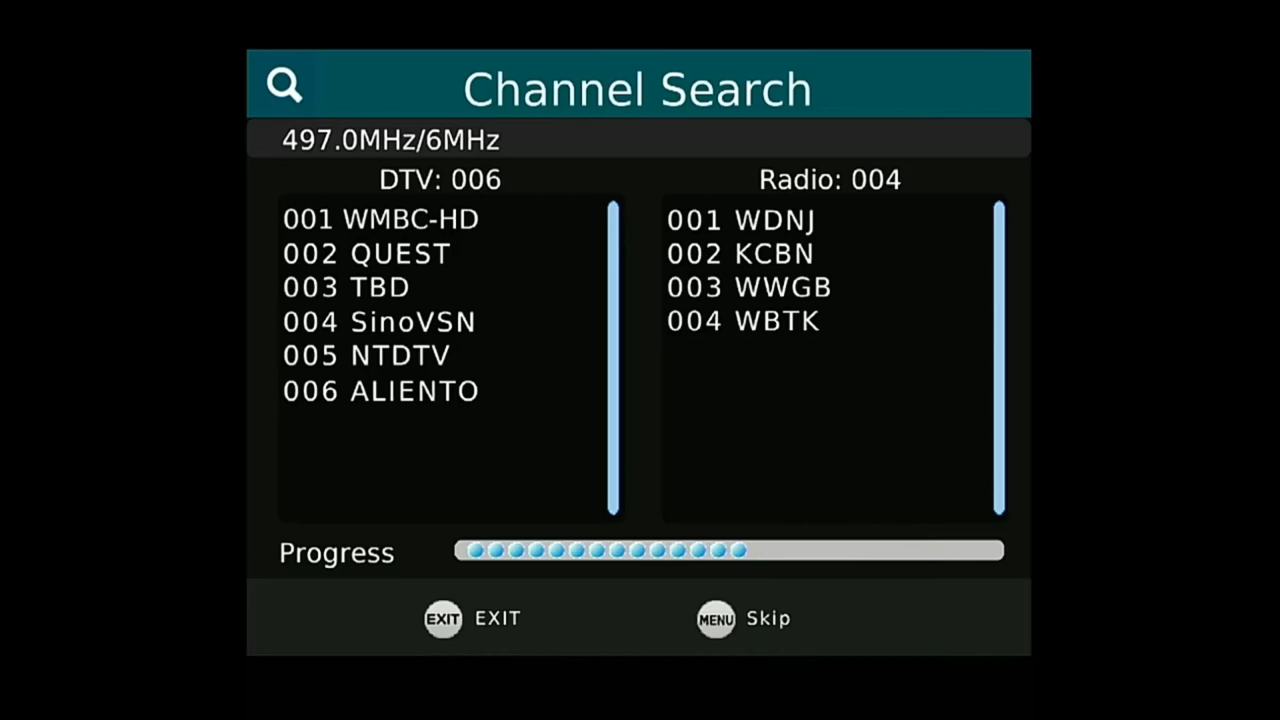 Channel Search
497.0MHz/6MHz
DTV: 006
001 WMBC-HD
002 QUEST
003 TBD
004 SinoVSN
005 NTDTV
006 ALIENTO
Radio: 004
001 WDNJ
002 KCBN
003 WWGB
004 WBTK
Progress
EXIT EXIT
MENU Skip